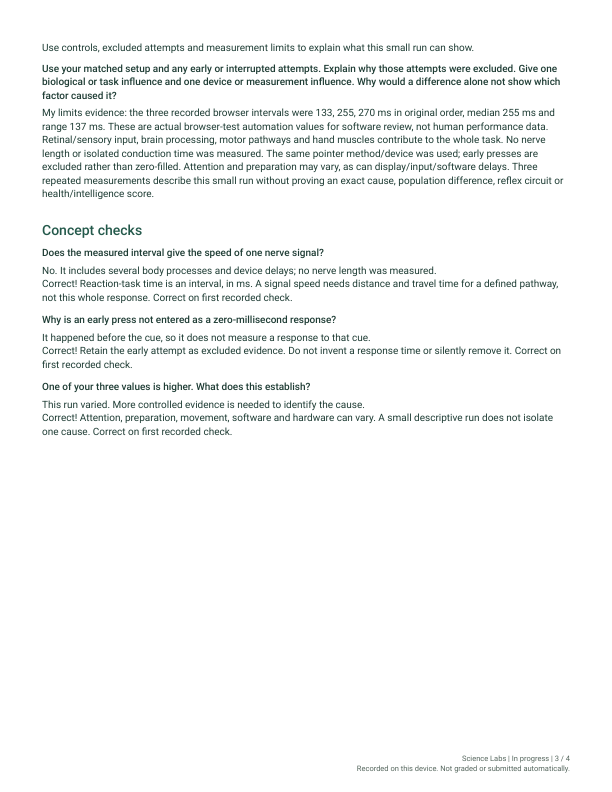 Use controls, excluded attempts and measurement limits to explain what this small run can show.
Use your matched setup and any early or interrupted attempts. Explain why those attempts were excluded. Give one
biological or task influence and one device or measurement influence. Why would a difference alone not show which
factor caused it?
My limits evidence: the three recorded browser intervals were 133, 255, 270 ms in original order, median 255 ms and
range 137 ms. These are actual browser-test automation values for software review, not human performance data.
Retinal/sensory input, brain processing, motor pathways and hand muscles contribute to the whole task. No nerve
length or isolated conduction time was measured. The same pointer method/device was used; early presses are
excluded rather than zero-filled. Attention and preparation may vary, as can display/input/software delays. Three
repeated measurements describe this small run without proving an exact cause, population difference, reflex circuit or
health/intelligence score.
Concept checks
Does the measured interval give the speed of one nerve signal?
No. It includes several body processes and device delays; no nerve length was measured.
Correct! Reaction-task time is an interval, in ms. A signal speed needs distance and travel time for a defined pathway,
not this whole response. Correct on first recorded check.
Why is an early press not entered as a zero-millisecond response?
It happened before the cue, so it does not measure a response to that cue.
Correct! Retain the early attempt as excluded evidence. Do not invent a response time or silently remove it. Correct on
first recorded check.
One of your three values is higher. What does this establish?
This run varied. More controlled evidence is needed to identify the cause.
Correct! Attention, preparation, movement, software and hardware can vary. A small descriptive run does not isolate
one cause. Correct on first recorded check.
Science Labs | In progress | 3 / 4
Recorded on this device. Not graded or submitted automatically.